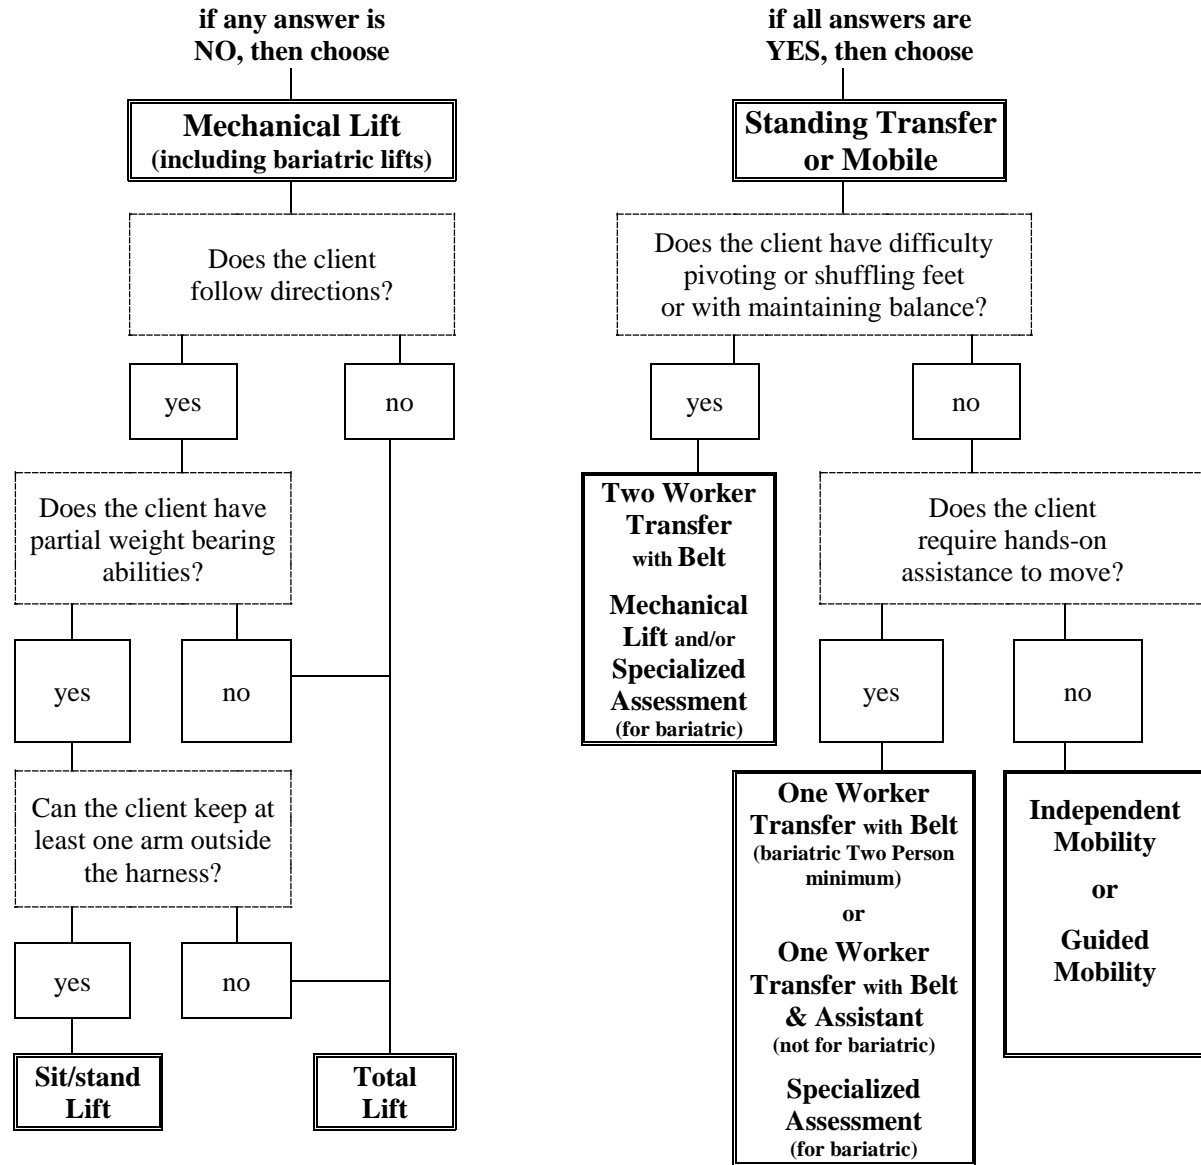 if any answer is
NO, then choose
Mechanical Lift
(including bariatric lifts)
Does the client
follow directions?
yes
no
Does the client have
partial weight bearing
abilities?
yes
no
Can the client keep at
least one arm outside
the harness?
yes
no
Sit/stand
Lift
Total
Lift
if all answers are
YES, then choose
Standing Transfer
or Mobile
Does the client have difficulty
pivoting or shuffling feet
or with maintaining balance?
yes
no
Two Worker
Transfer
with Belt
Mechanical
Lift and/or
Specialized
Assessment
(for bariatric)
Does the client
require hands-on
assistance to move?
yes
no
One Worker
Transfer with Belt
(bariatric Two Person
minimum)
or
One Worker
Transfer with Belt
& Assistant
(not for bariatric)
Specialized
Assessment
(for bariatric)
Independent
Mobility
or
Guided
Mobility